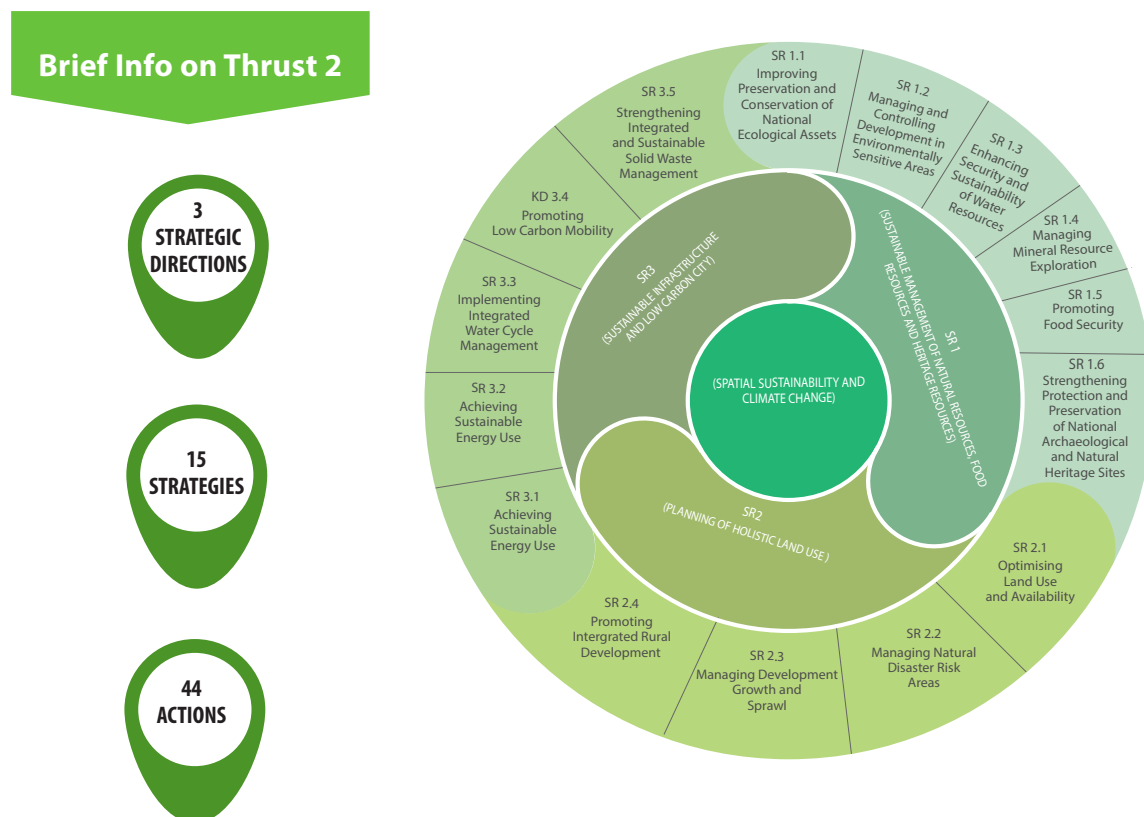 Brief Info on Thrust 2
3
STRATEGIC
DIRECTIONS
15
STRATEGIES
44
ACTIONS
SR 1.1
Improving
Preservation and
Conservation of
National
Ecological Assets
SR 1.2
Managing and
Controlling
Development in
Environmentally
Sensitive Areas
SR 1.3
Enhancing
Security and
Sustainability
of Water
Resources
SR 1.4
Managing
Mineral Resource
Exploration
SR 1.5
Promoting
Food Security
SR 1.6
Strengthening
Protection and
Preservation
of National
Archaeological
and Natural
Heritage Sites
SR 2.1
Optimising
Land Use
and Availability
SR 2.2
Managing Natural
Disaster Risk
Areas
SR 2.3
Managing Development
Growth and
Sprawl
SR 2.4
Promoting
Intergrated Rural
Development
SR 3.1
Achieving
Sustainable
Energy Use
SR 3.2
Achieving
Sustainable
Energy Use
SR 3.3
Implementing
Integrated
Water Cycle
Management
KD 3.4
Promoting
Low Carbon Mobility
SR 3.5
Strengthening
Integrated
and Sustainable
Solid Waste
Management
SR 1
(SUSTAINABLE MANAGEMENT OF NATURAL RESOURCES, FOOD
RESOURCES AND HERITAGE RESOURCES)
SR2
(PLANNING OF HOLISTIC LAND USE )
SR3
(SUSTAINABLE INFRASTRUCTURE
AND LOW CARBON CITY)
(SPATIAL SUSTAINABILITY AND
CLIMATE CHANGE)